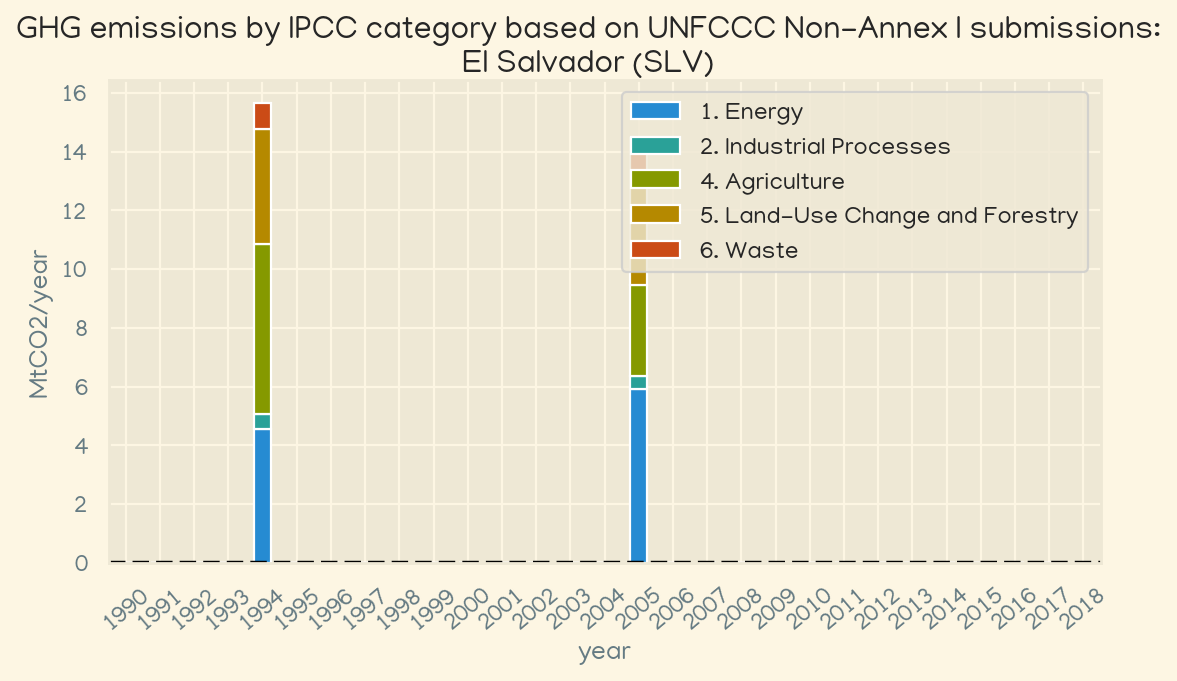 GHG emissions by IPCC category based on UNFCCC Non-Annex I submissions:
El Salvador (SLV)
16
14
12
10
8
6
4
2
0
MtCO2/year
1. Energy
2. Industrial Processes
4. Agriculture
5. Land-Use Change and Forestry
6. Waste
1990 1991 1992 1993 1994 1995 1996 1997 1998 1999 2000 2001 2002 2003 2004 2005 2006 2007 2008 2009 2010 2011 2012 2013 2014 2015 2016 2017 2018
year